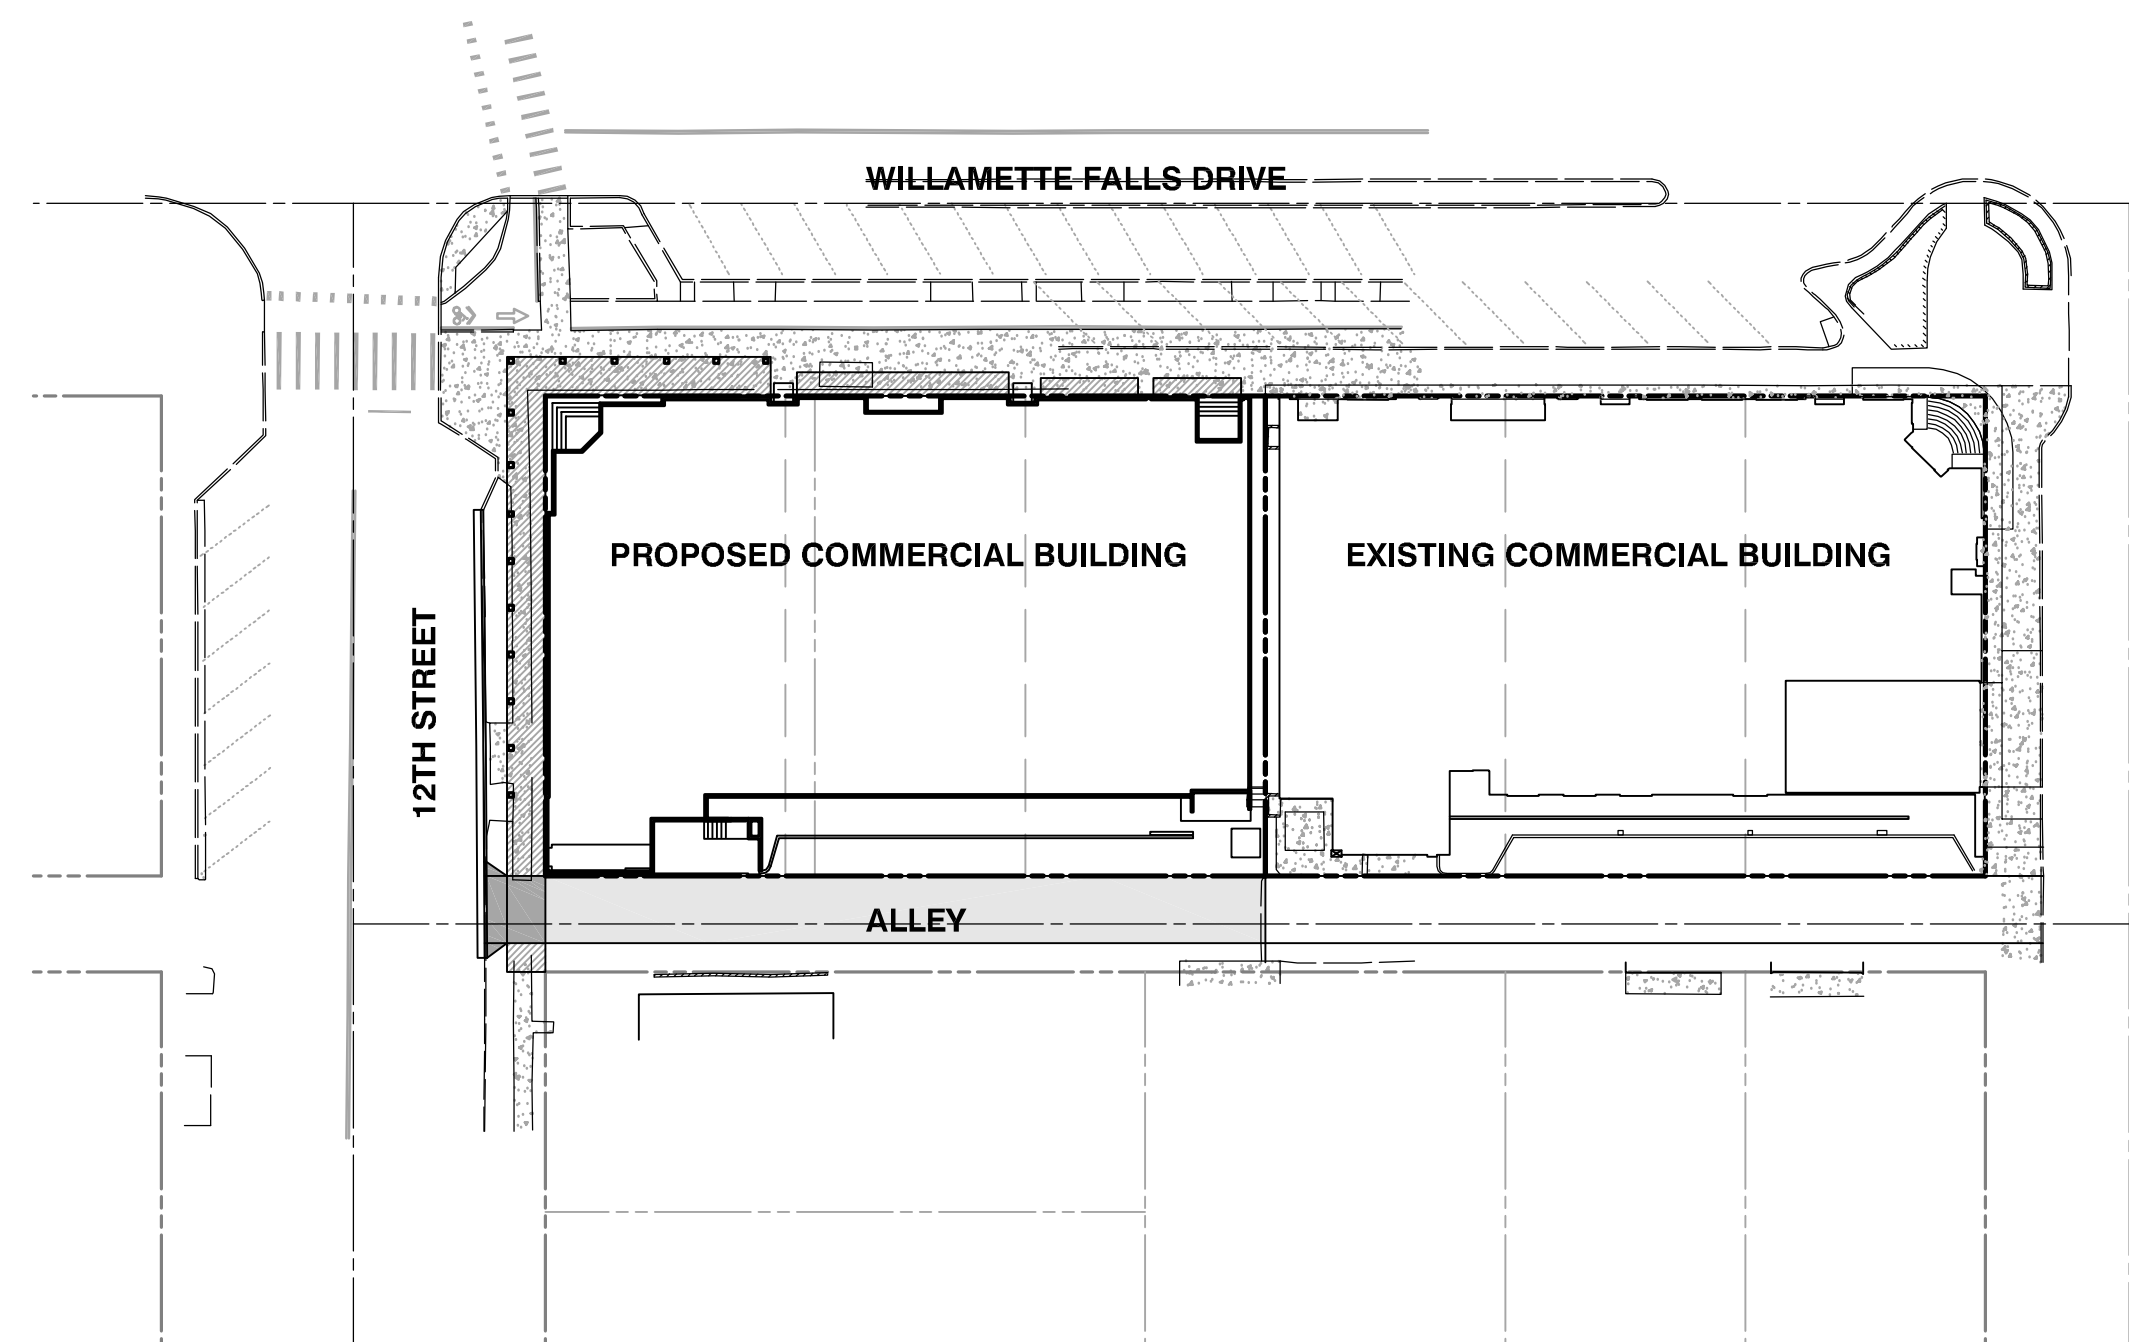 WILLAMETTE FALLS DRIVE
PROPOSED COMMERCIAL BUILDING
EXISTING COMMERCIAL BUILDING
12TH STREET
ALLEY